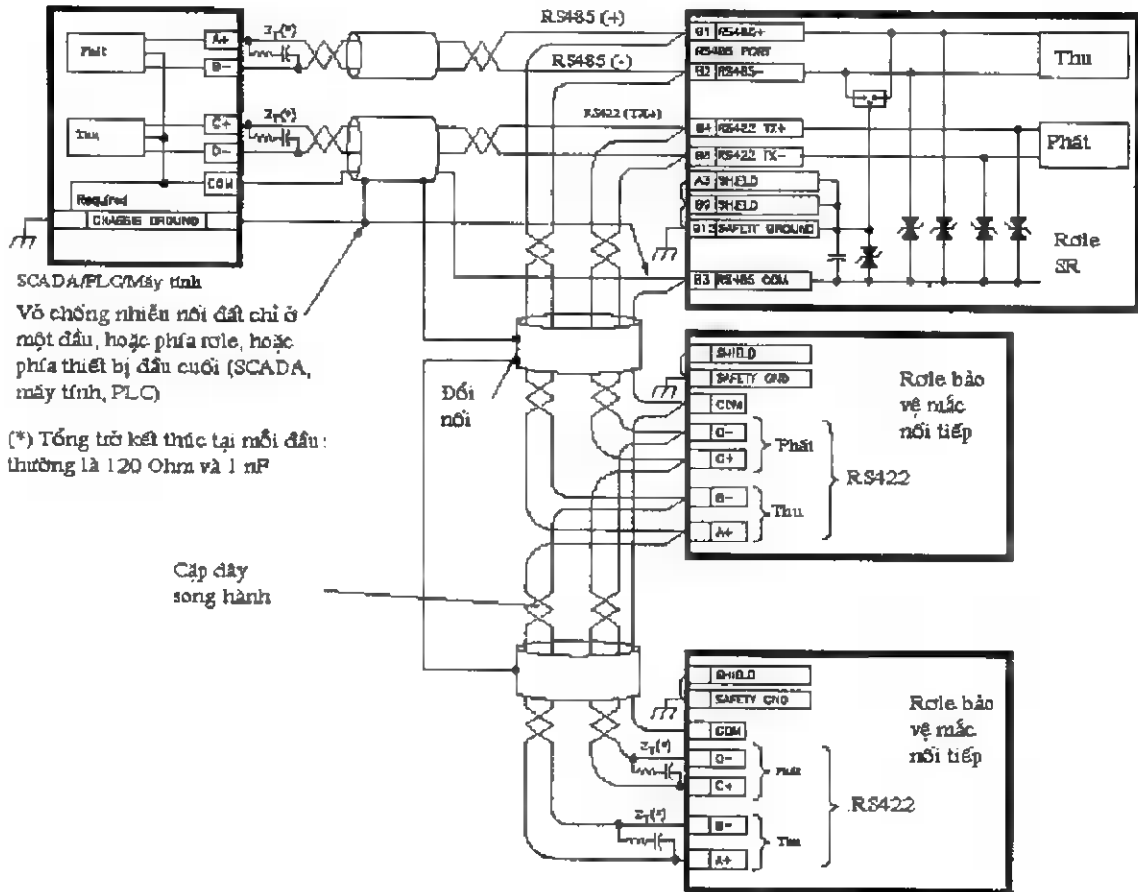 RS485 (+)
Phát
A+
B-
Z_T(*)
RS485 (-)
B1 RS485+
RS485 PORT
B2 RS485-
Thu
Thu
C+
D-
COM
Z_T(*)
RS422 (TX+)
B4 RS422 TX+
RS422 TX-
Phát
A3 SHIELD
B9 SHIELD
SAFETY GROUND
B3 RS485 COM
Rơle
SR
Required
CHASSIS GROUND
SCADA/PLC/Máy tính
Vỏ chống nhiễu nối đất chỉ ở
một đầu, hoặc phía rơle, hoặc
phía thiết bị đầu cuối (SCADA,
máy tính, PLC)
(*) Tổng trở kết thúc tại mỗi đầu:
thường là 120 Ohm và 1 nF
Đổi
nối
SHIELD
SAFETY GND
COM
D-
C+
B-
A+
Phát
Thu
RS422
Rơle bảo
vệ mắc
nối tiếp
Cặp dây
song hành
SHIELD
SAFETY GND
COM
Z_T(*)
D-
C+
Z_T(*)
B-
A+
Phát
Thu
RS422
Rơle bảo
vệ mắc
nối tiếp